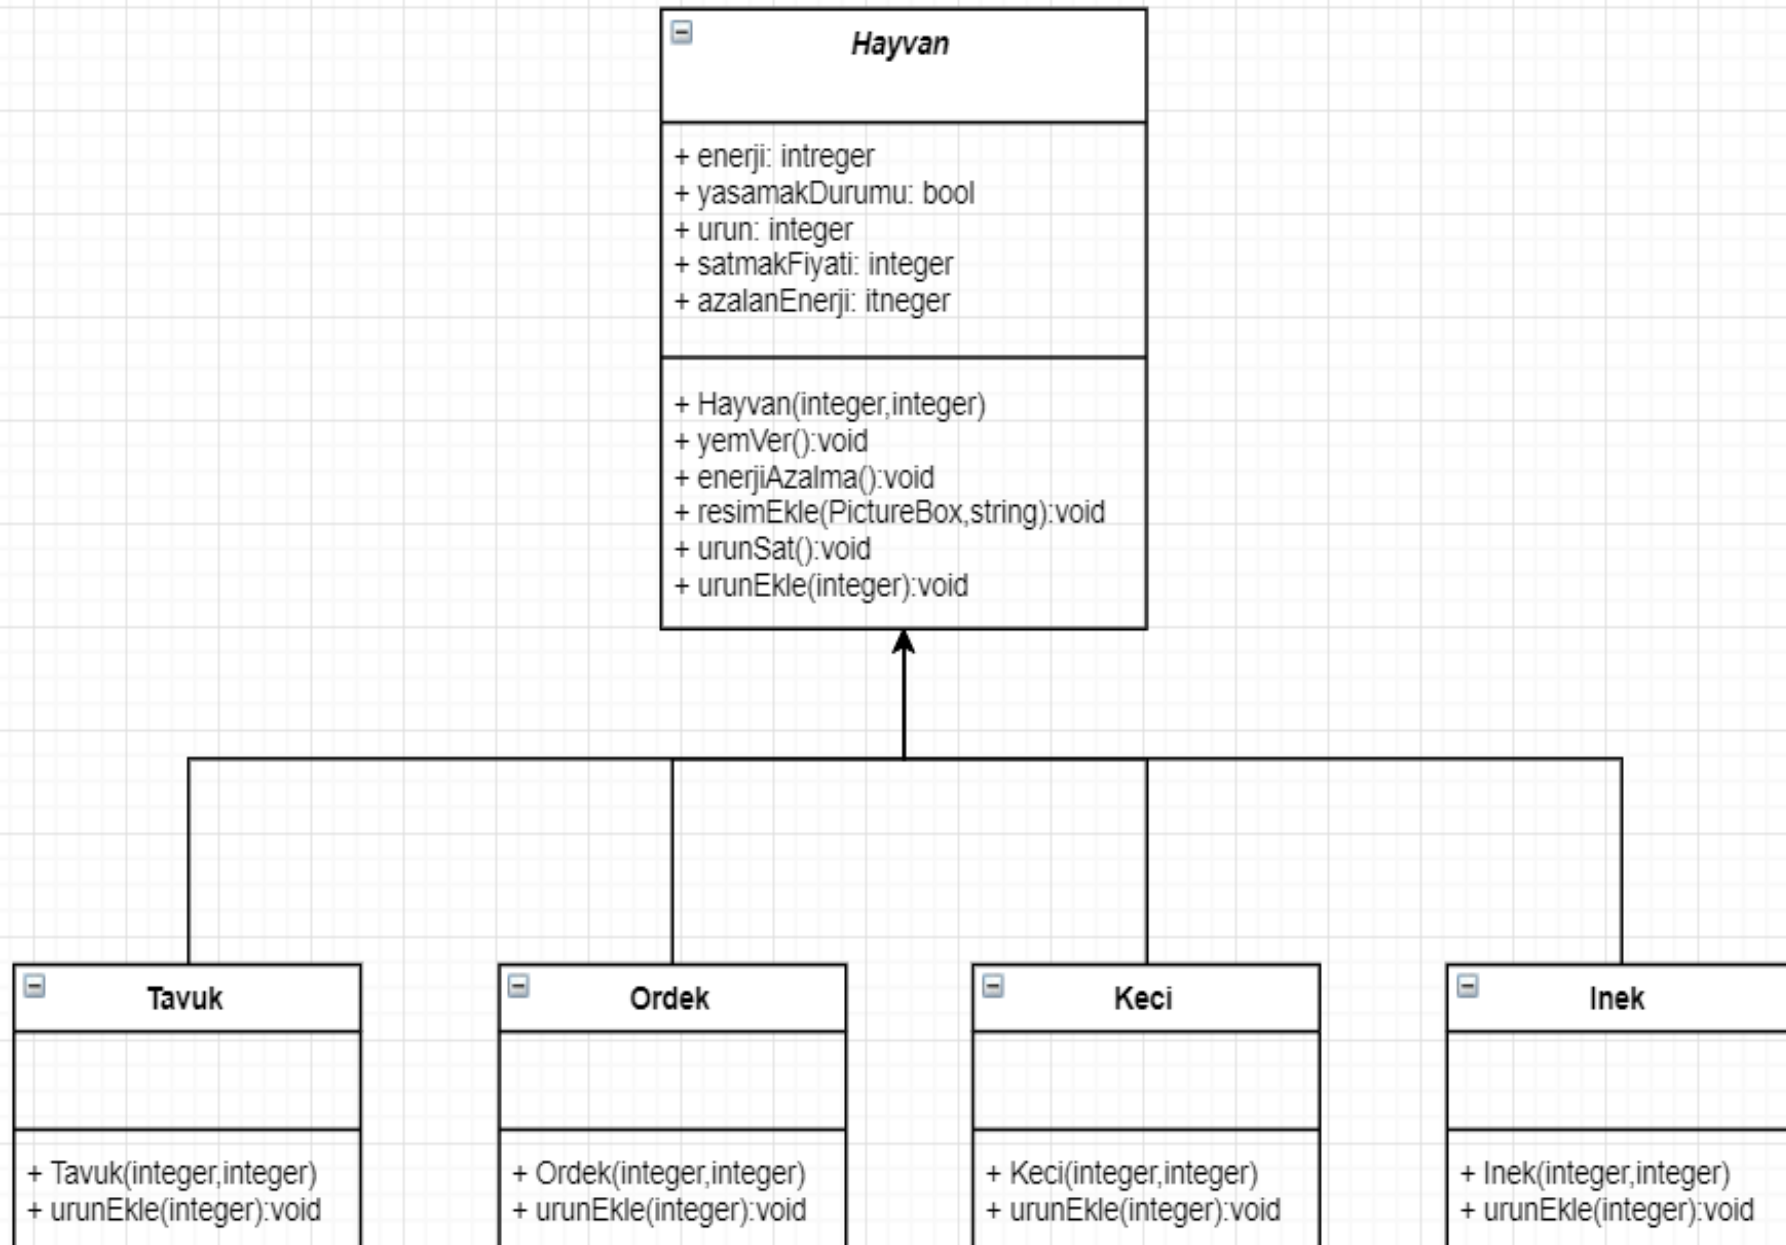 Hayvan
+ enerji: intreger
+ yasamakDurumu: bool
+ urun: integer
+ satmakFiyati: integer
+ azalanEnerji: itneger
+ Hayvan(integer,integer)
+ yemVer():void
+ enerjiAzalma():void
+ resimEkle(PictureBox,string):void
+ urunSat():void
+ urunEkle(integer):void
Tavuk
+ Tavuk(integer,integer)
+ urunEkle(integer):void
Ordek
+ Ordek(integer,integer)
+ urunEkle(integer):void
Keci
+ Keci(integer,integer)
+ urunEkle(integer):void
Inek
+ Inek(integer,integer)
+ urunEkle(integer):void